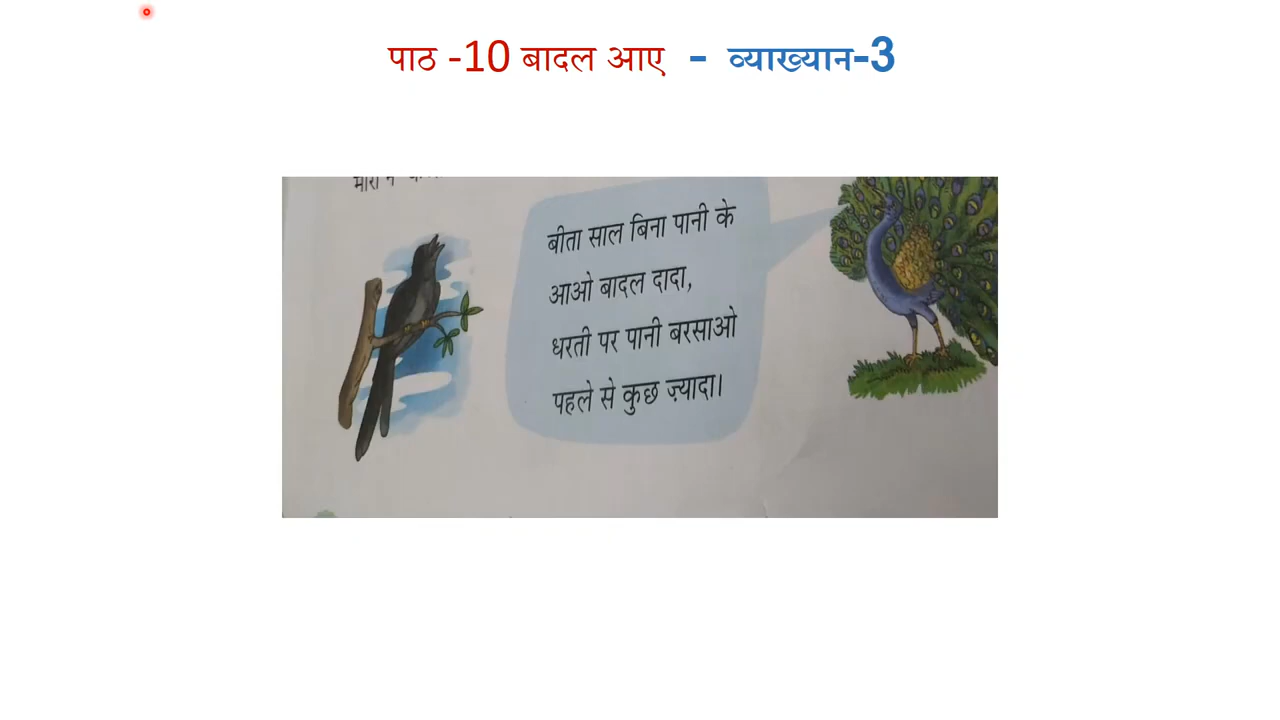 पाठ -10 बादल आए - व्याख्यान-3
बीता साल बिना पानी के
आओ बादल दादा,
धरती पर पानी बरसाओ
पहले से कुछ ज़्यादा।